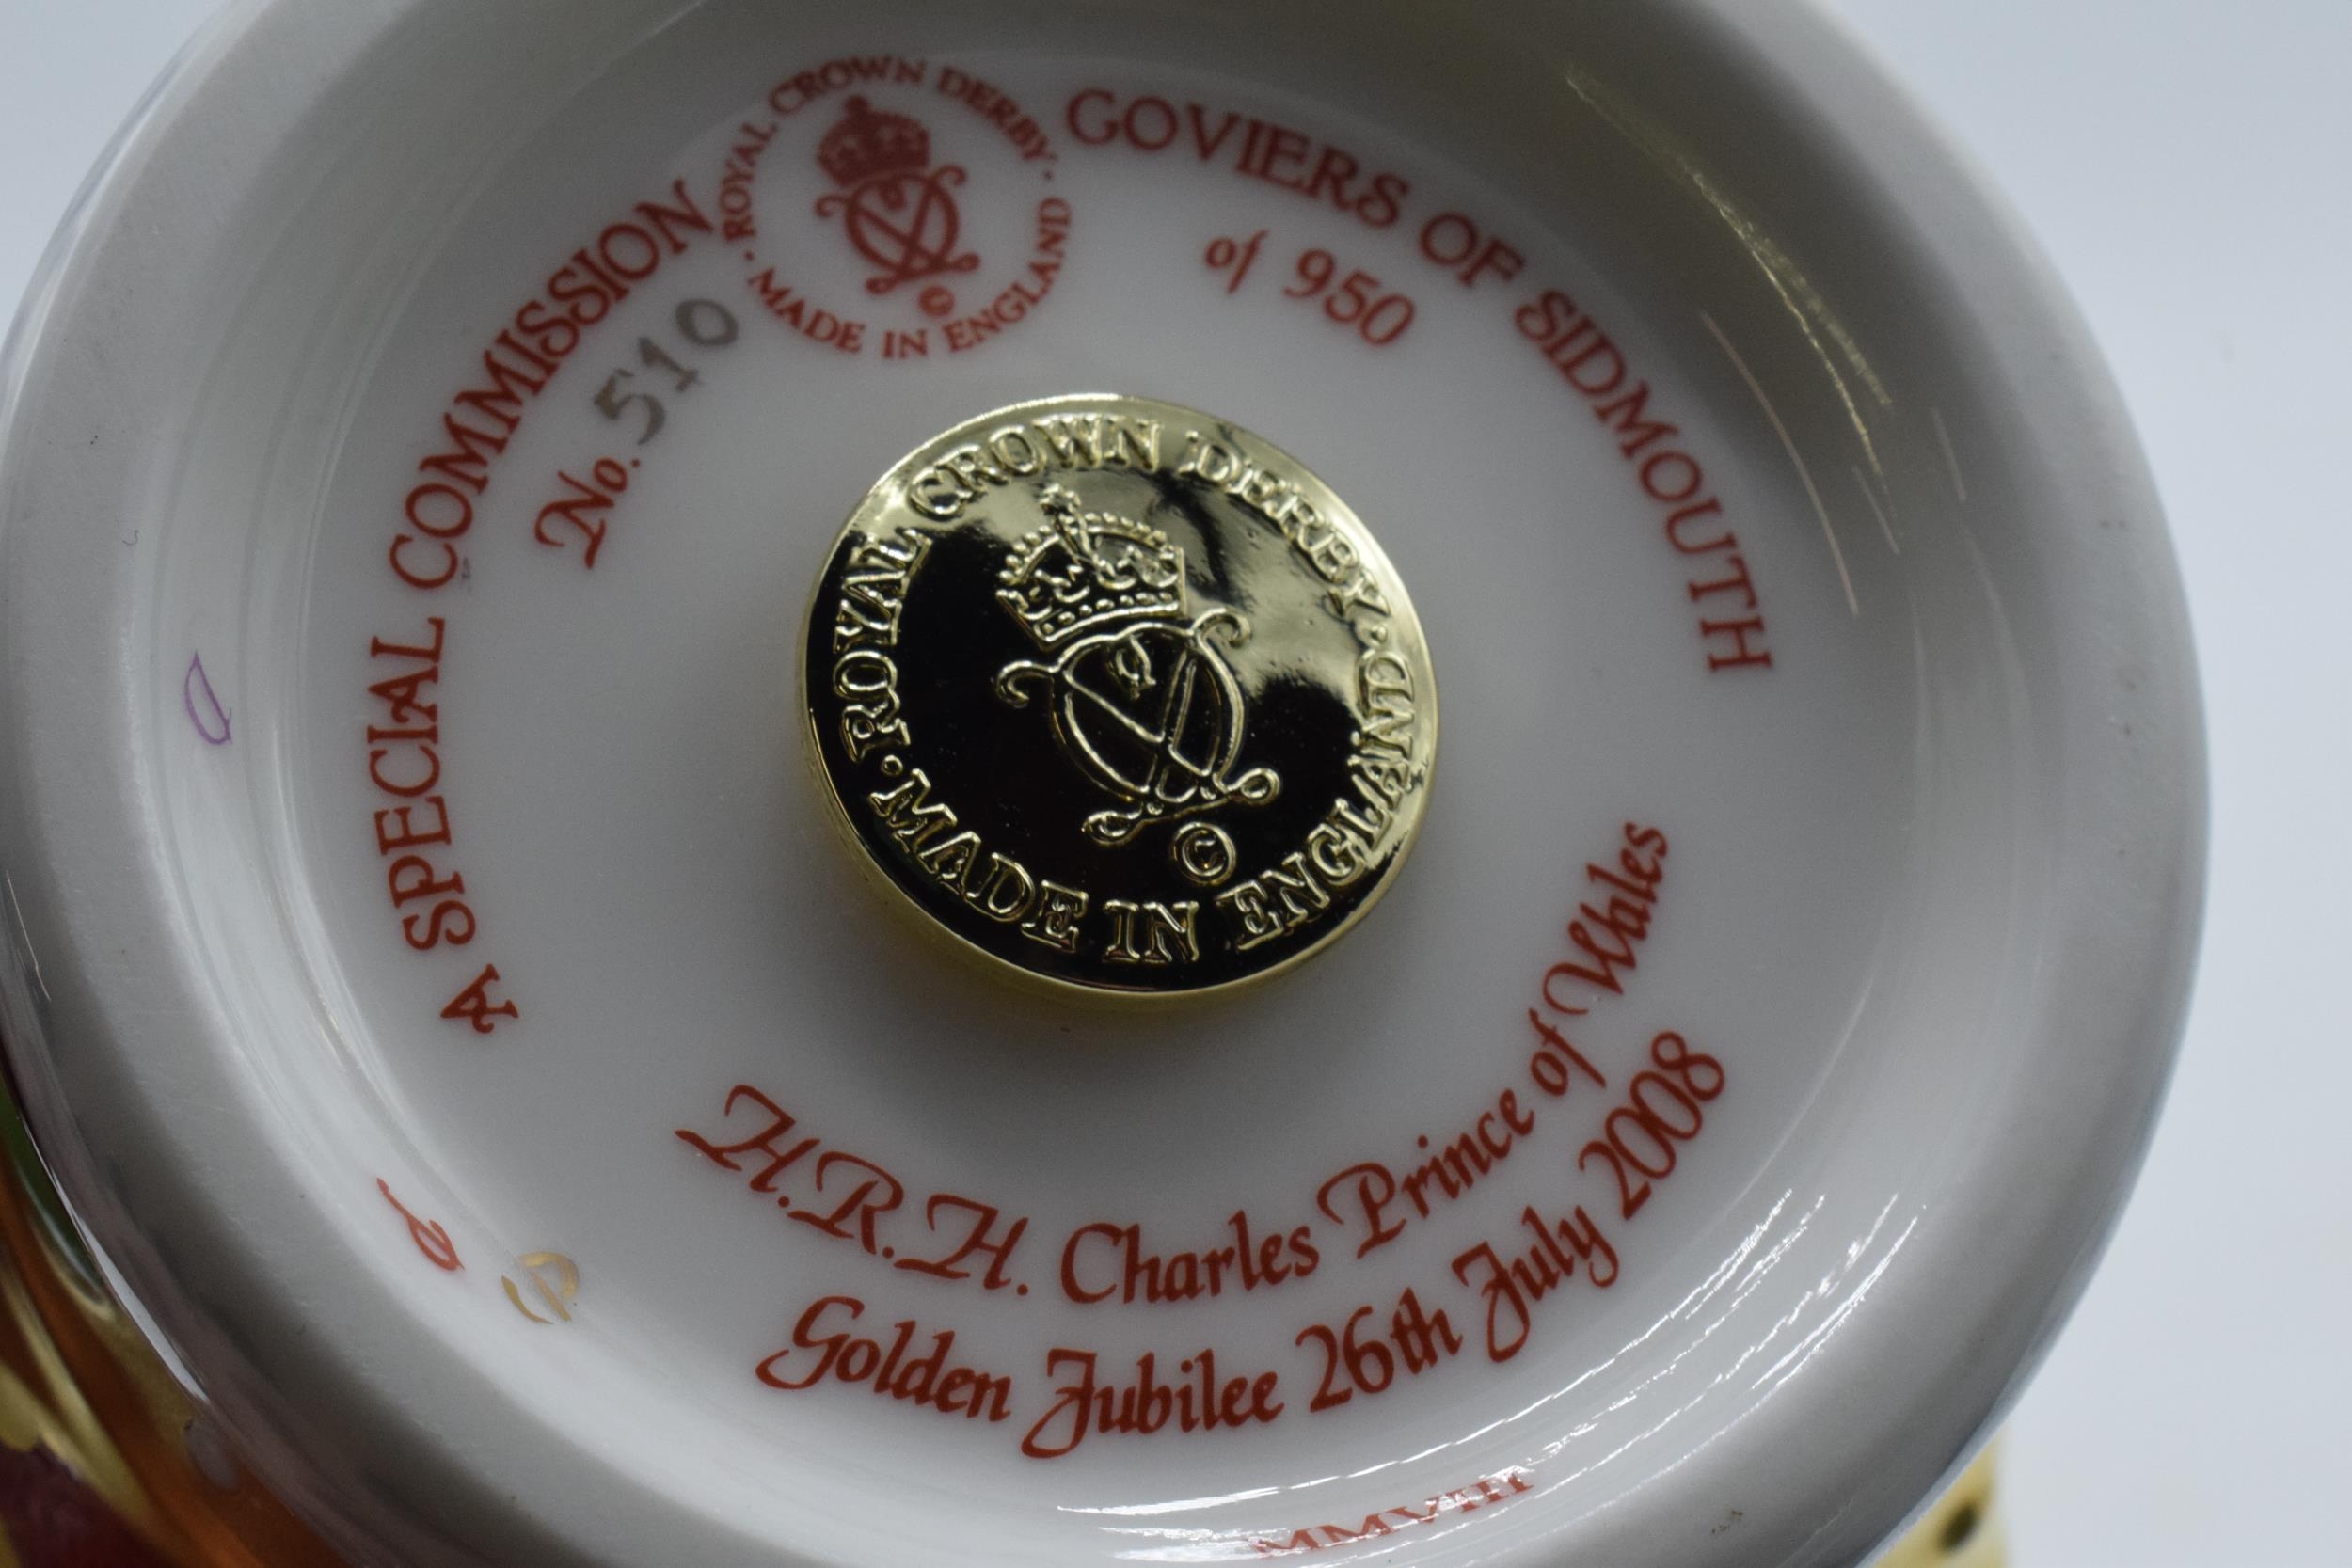 A SPECIAL COMMISSION
ROYAL CROWN DERBY
MADE IN ENGLAND
©
GOVIERS OF SIDMOUTH
No. 510
of 950
ROYAL CROWN DERBY
MADE IN ENGLAND
©
H.R.H. Charles Prince of Wales
Golden Jubilee 26th July 2008
MMVIII